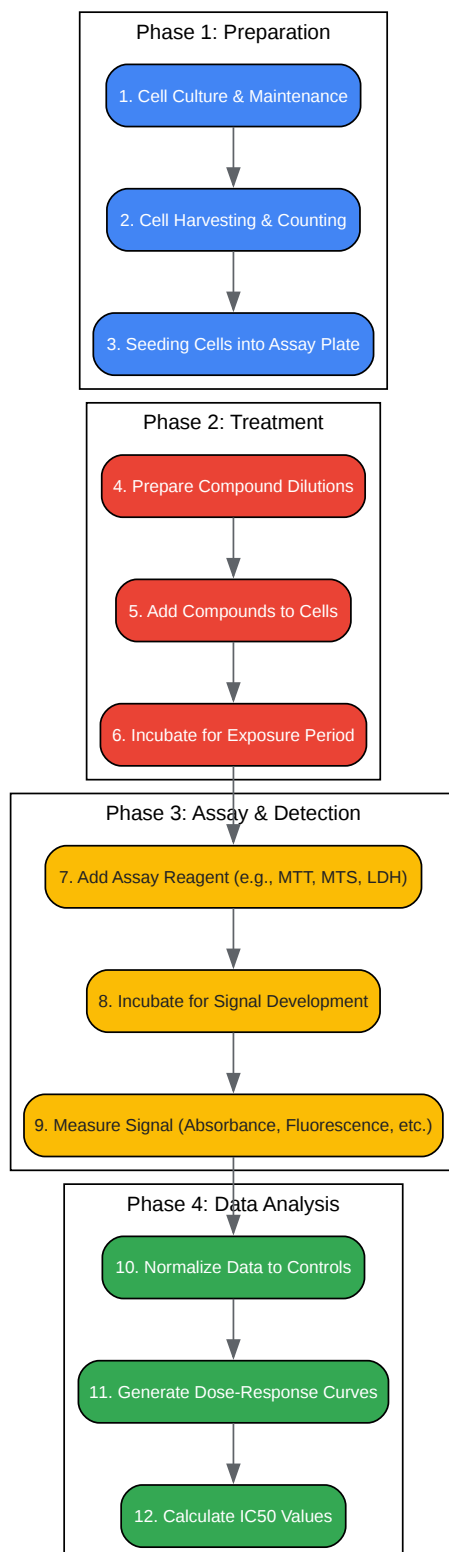 Phase 1: Preparation
1. Cell Culture & Maintenance
2. Cell Harvesting & Counting
3. Seeding Cells into Assay Plate
Phase 2: Treatment
4. Prepare Compound Dilutions
5. Add Compounds to Cells
6. Incubate for Exposure Period
Phase 3: Assay & Detection
7. Add Assay Reagent (e.g., MTT, MTS, LDH)
8. Incubate for Signal Development
9. Measure Signal (Absorbance, Fluorescence, etc.)
Phase 4: Data Analysis
10. Normalize Data to Controls
11. Generate Dose-Response Curves
12. Calculate IC50 Values